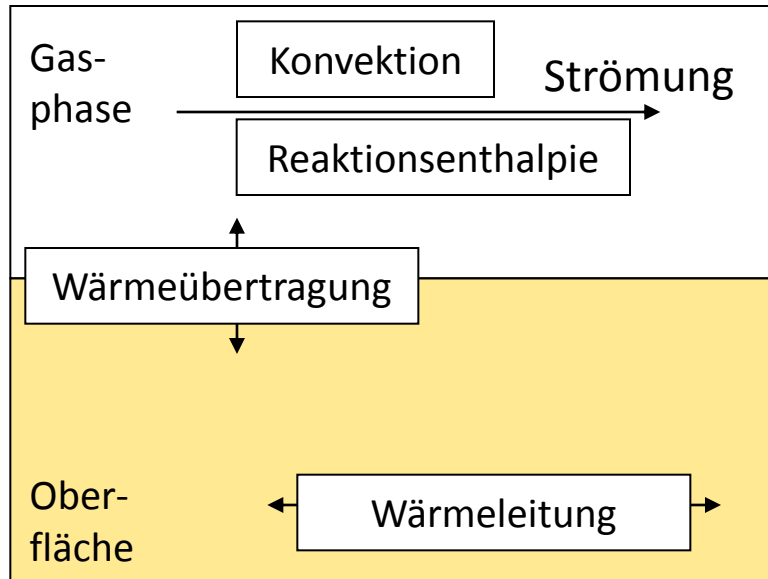 Gas-
phase
Konvektion
Strömung
Reaktionsenthalpie
Wärmeübertragung
Ober-
fläche
Wärmeleitung